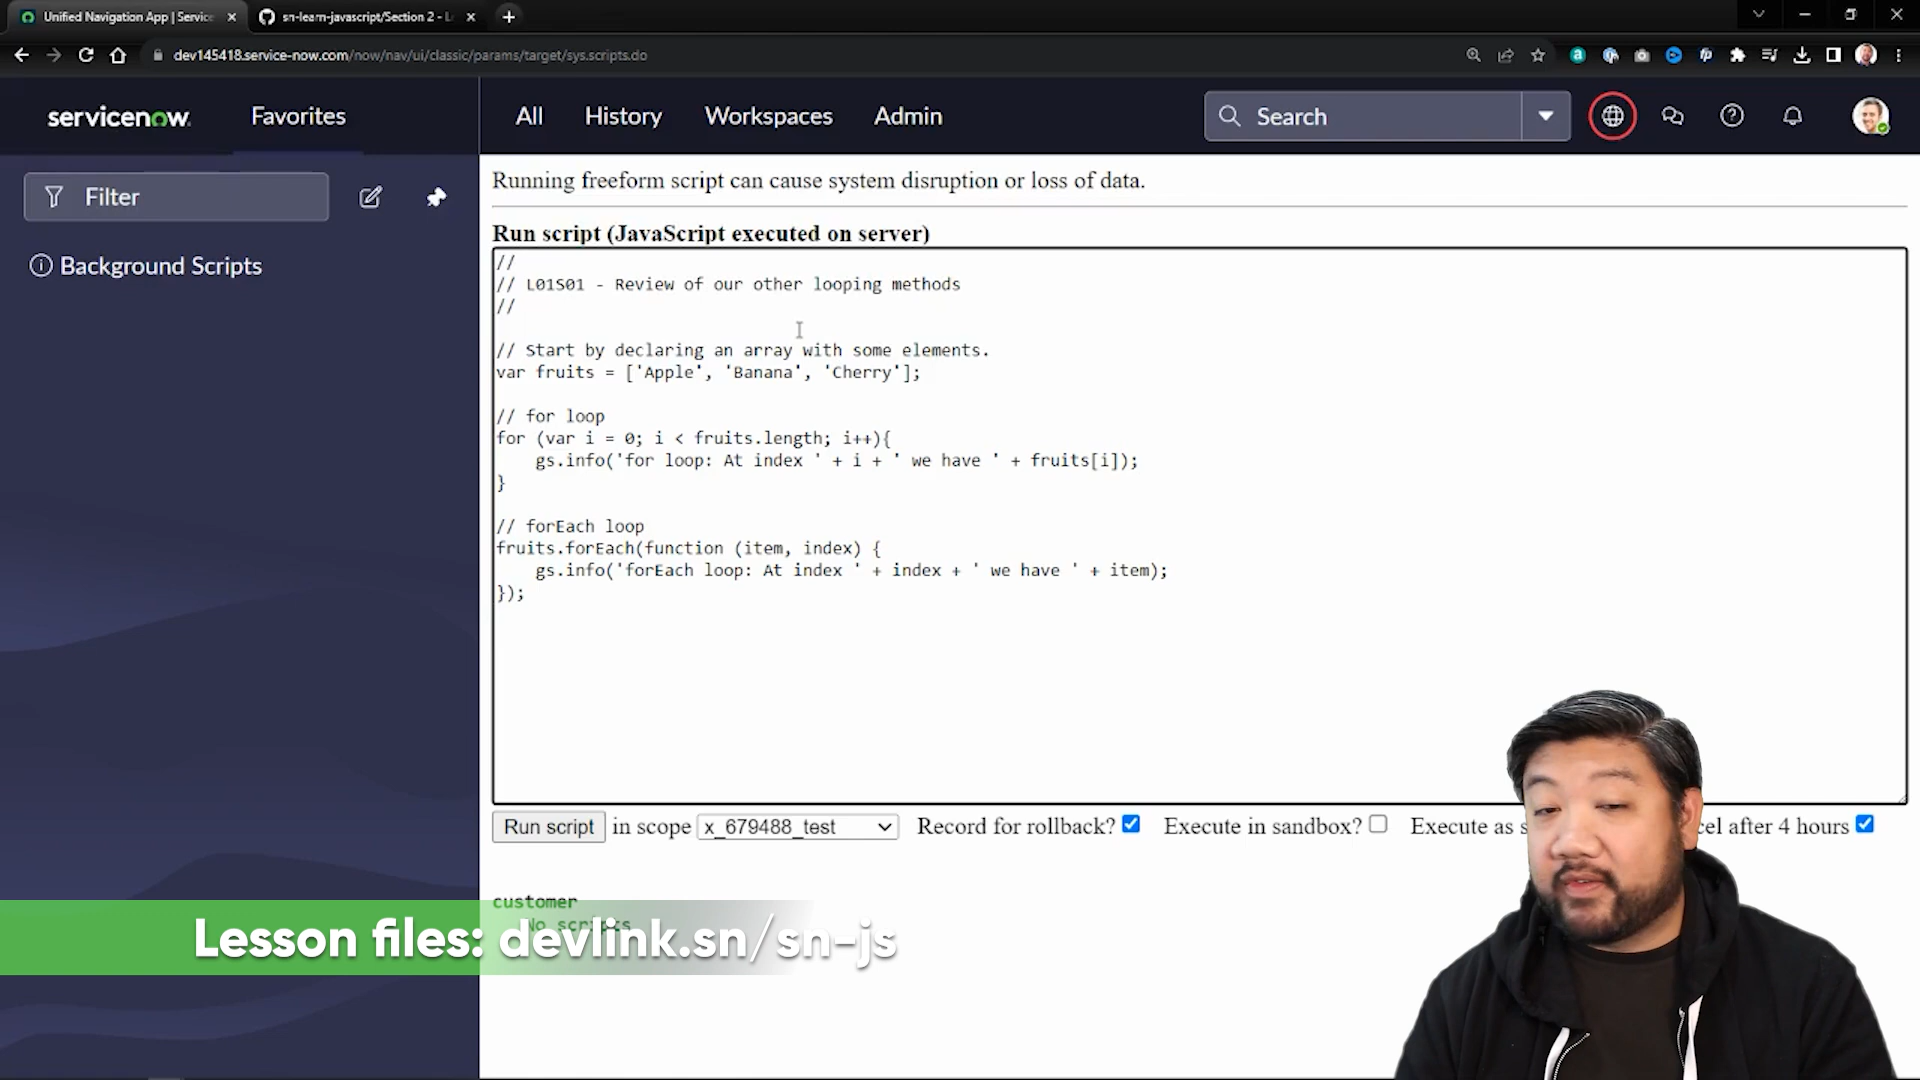 Unified Navigation App | Service
sn-learn-javascript/Section 2 - L
dev145418.service-now.com/now/nav/ui/classic/params/target/sys.scripts.do
servicenow
Favorites
All
History
Workspaces
Admin
Search
Filter
Background Scripts
Running freeform script can cause system disruption or loss of data.
Run script (JavaScript executed on server)
//
// L01S01 - Review of our other looping methods
//
// Start by declaring an array with some elements.
var fruits = ['Apple', 'Banana', 'Cherry'];
// for loop
for (var i = 0; i < fruits.length; i++){
gs.info('for loop: At index ' + i + ' we have ' + fruits[i]);
}
// forEach loop
fruits.forEach(function (item, index) {
gs.info('forEach loop: At index ' + index + ' we have ' + item);
});
Run script in scope x_679488_test Record for rollback? Execute in sandbox? Execute as after 4 hours
customer
No scripts
Lesson files: devlink.sn/sn-js